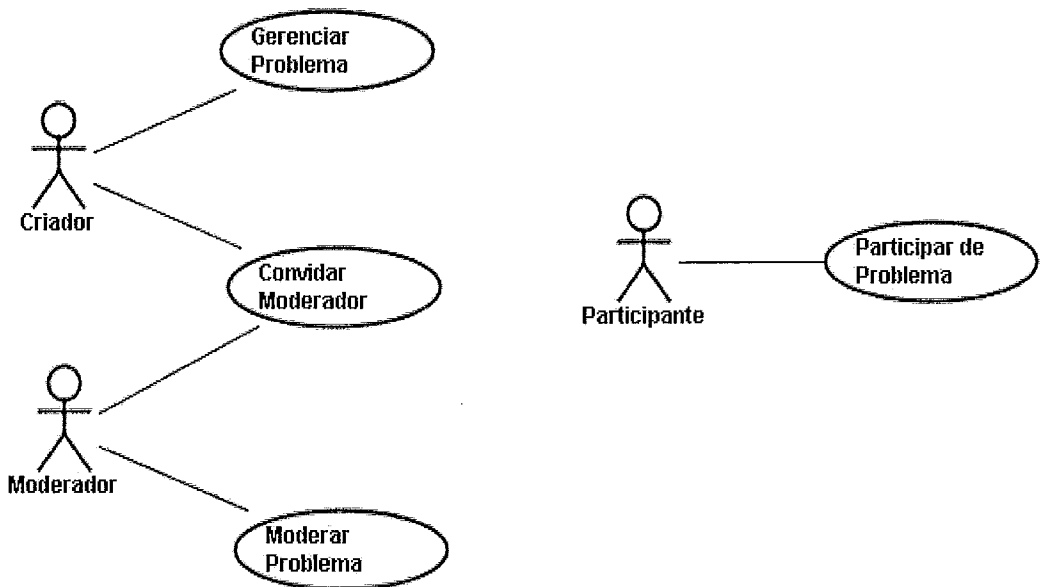 Gerenciar
Problema
Criador
Convidar
Moderador
Participante
Participar de
Problema
Moderador
Moderar
Problema